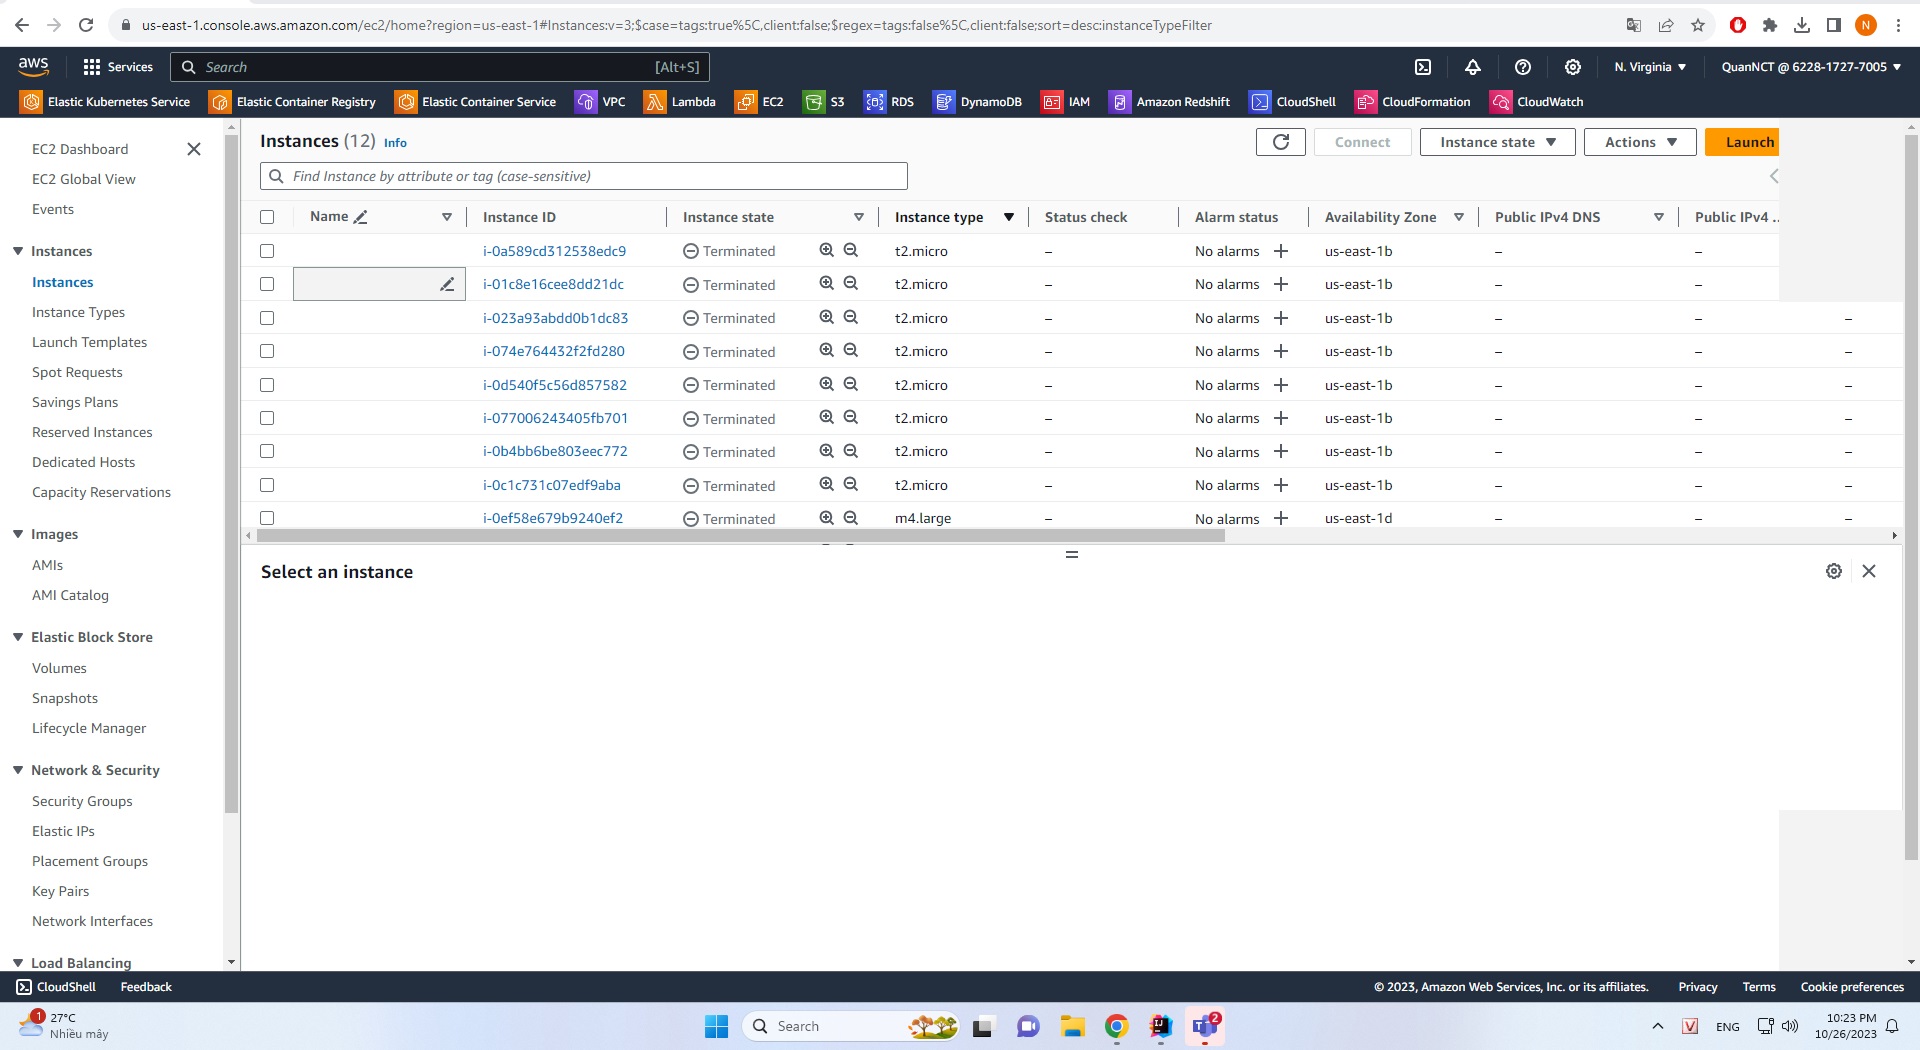 us-east-1.console.aws.amazon.com/ec2/home?region=us-east-1#Instances:v=3;$case=tags:true%5C,client:false;$regex=tags:false%5C,client:false;sort=desc:instanceTypeFilter
N
aws Services Search [Alt+S] N. Virginia QuanNCT @ 6228-1727-7005
Elastic Kubernetes Service Elastic Container Registry Elastic Container Service VPC Lambda EC2 S3 RDS DynamoDB IAM Amazon Redshift CloudShell CloudFormation CloudWatch
EC2 Dashboard
EC2 Global View
Events
Instances
Instances
Instance Types
Launch Templates
Spot Requests
Savings Plans
Reserved Instances
Dedicated Hosts
Capacity Reservations
Images
AMIs
AMI Catalog
Elastic Block Store
Volumes
Snapshots
Lifecycle Manager
Network & Security
Security Groups
Elastic IPs
Placement Groups
Key Pairs
Network Interfaces
Load Balancing
Instances (12) Info Connect Instance state Actions Launch
Find Instance by attribute or tag (case-sensitive)
Name Instance ID Instance state Instance type Status check Alarm status Availability Zone Public IPv4 DNS Public IPv4 ..
i-0a589cd312538edc9 Terminated t2.micro – No alarms + us-east-1b – –
i-01c8e16cee8dd21dc Terminated t2.micro – No alarms + us-east-1b – –
i-023a93abdd0b1dc83 Terminated t2.micro – No alarms + us-east-1b – – –
i-074e764432f2fd280 Terminated t2.micro – No alarms + us-east-1b – – –
i-0d540f5c56d857582 Terminated t2.micro – No alarms + us-east-1b – – –
i-077006243405fb701 Terminated t2.micro – No alarms + us-east-1b – – –
i-0b4bb6be803eec772 Terminated t2.micro – No alarms + us-east-1b – – –
i-0c1c731c07edf9aba Terminated t2.micro – No alarms + us-east-1b – – –
i-0ef58e679b9240ef2 Terminated m4.large – No alarms + us-east-1d – – –
Select an instance
CloudShell Feedback © 2023, Amazon Web Services, Inc. or its affiliates. Privacy Terms Cookie preferences
1 27°C
Nhiều mây
Search
2
V ENG
10:23 PM
10/26/2023